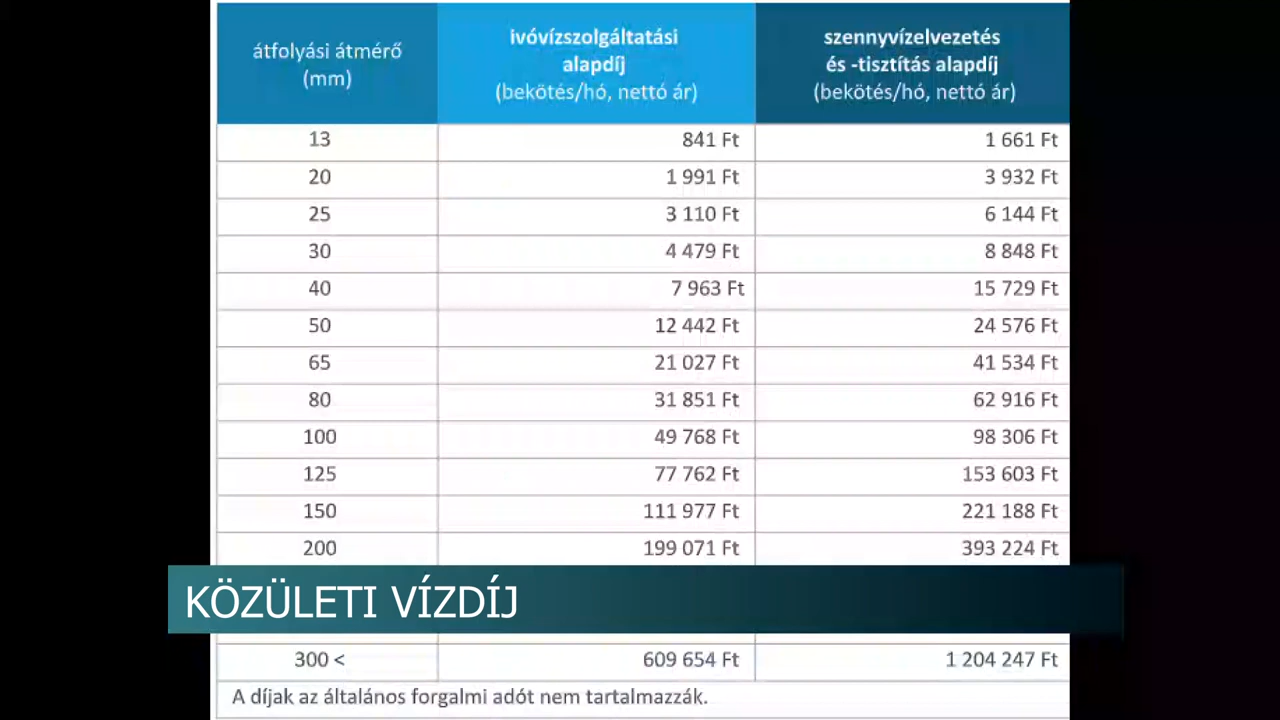 átfolyási átmérő
(mm)
ivóvízszolgáltatási
alapdíj
(bekötés/hó, nettó ár)
szennyvízelvezetés
és -tisztítás alapdíj
(bekötés/hó, nettó ár)
13 841 Ft 1 661 Ft
20 1 991 Ft 3 932 Ft
25 3 110 Ft 6 144 Ft
30 4 479 Ft 8 848 Ft
40 7 963 Ft 15 729 Ft
50 12 442 Ft 24 576 Ft
65 21 027 Ft 41 534 Ft
80 31 851 Ft 62 916 Ft
100 49 768 Ft 98 306 Ft
125 77 762 Ft 153 603 Ft
150 111 977 Ft 221 188 Ft
200 199 071 Ft 393 224 Ft
KÖZÜLETI VÍZDÍJ
300 < 609 654 Ft 1 204 247 Ft
A díjak az általános forgalmi adót nem tartalmazzák.